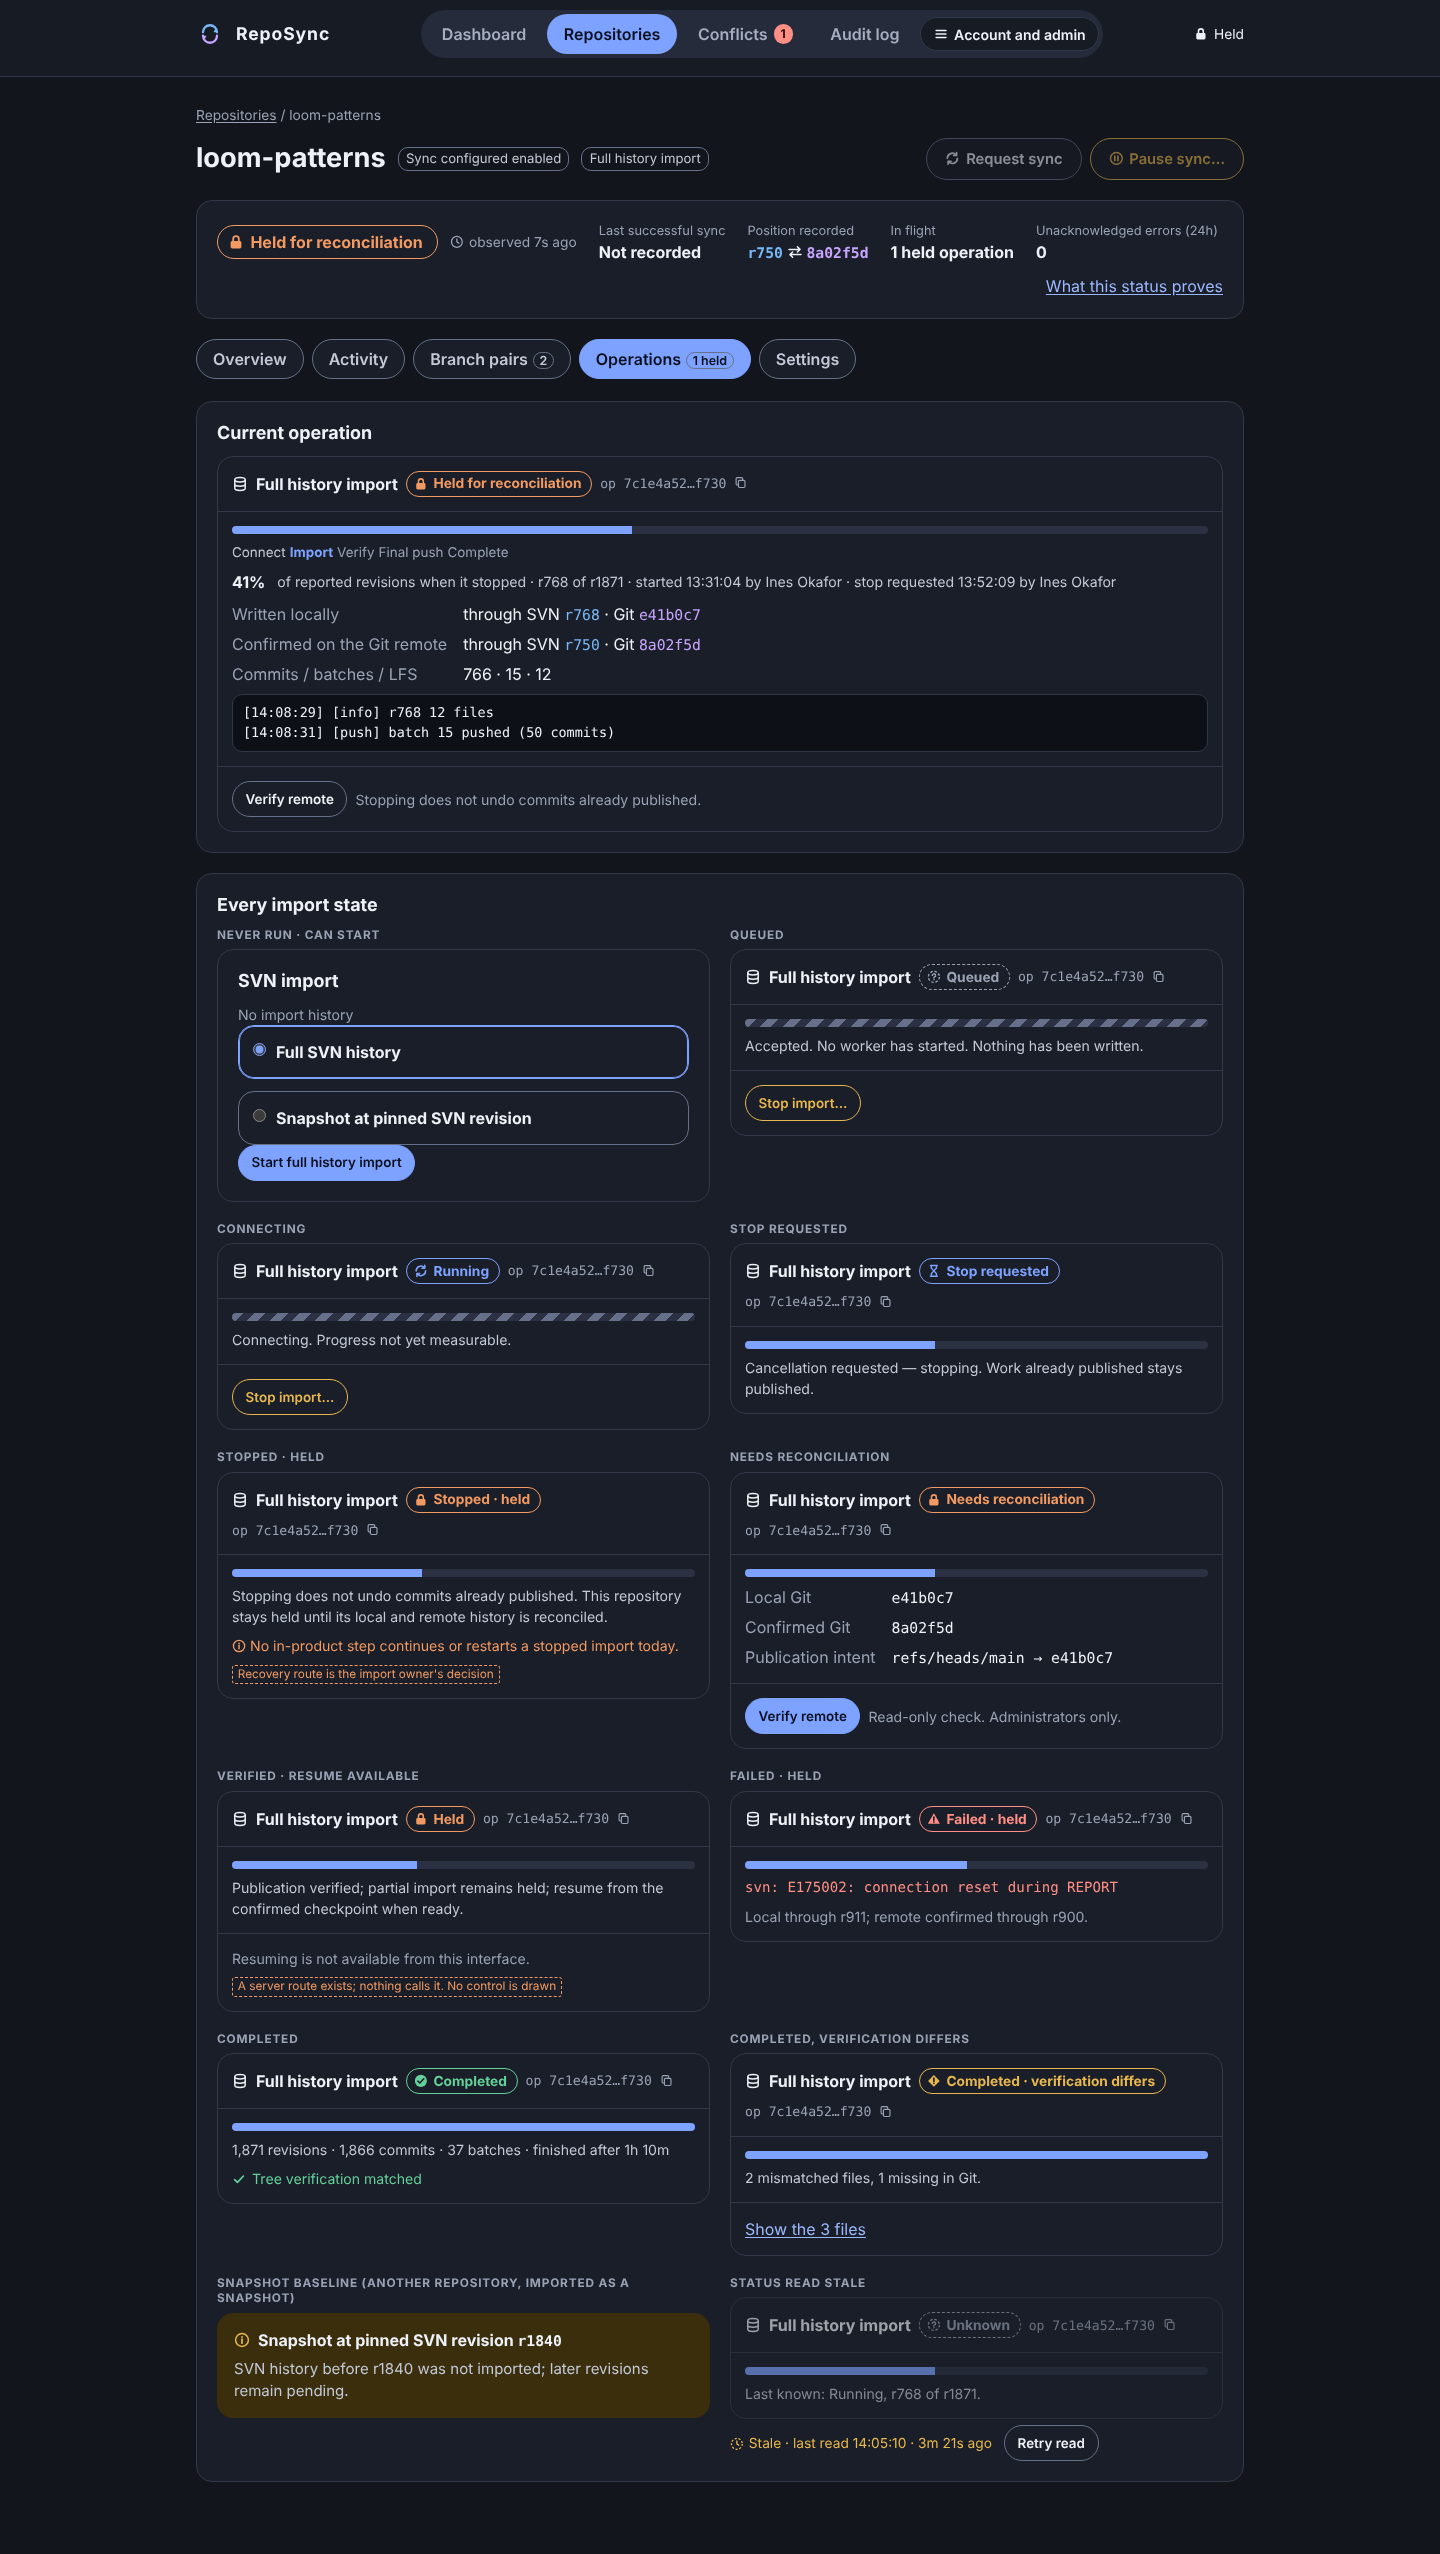 RepoSync
Dashboard
Repositories
Conflicts 1
Audit log
Account and admin
Held
Repositories / loom-patterns
loom-patterns
Sync configured enabled
Full history import
Request sync
Pause sync…
Held for reconciliation
observed 7s ago
Last successful sync
Not recorded
Position recorded
r750 ⇄ 8a02f5d
In flight
1 held operation
Unacknowledged errors (24h)
0
What this status proves
Overview
Activity
Branch pairs 2
Operations 1 held
Settings
Current operation
Full history import Held for reconciliation op 7c1e4a52…f730
Connect Import Verify Final push Complete
41% of reported revisions when it stopped · r768 of r1871 · started 13:31:04 by Ines Okafor · stop requested 13:52:09 by Ines Okafor
Written locally through SVN r768 · Git e41b0c7
Confirmed on the Git remote through SVN r750 · Git 8a02f5d
Commits / batches / LFS 766 · 15 · 12
[14:08:29] [info] r768 12 files
[14:08:31] [push] batch 15 pushed (50 commits)
Verify remote Stopping does not undo commits already published.
Every import state
NEVER RUN · CAN START
SVN import
No import history
Full SVN history
Snapshot at pinned SVN revision
Start full history import
QUEUED
Full history import Queued op 7c1e4a52…f730
Accepted. No worker has started. Nothing has been written.
Stop import…
CONNECTING
Full history import Running op 7c1e4a52…f730
Connecting. Progress not yet measurable.
Stop import…
STOP REQUESTED
Full history import Stop requested
op 7c1e4a52…f730
Cancellation requested — stopping. Work already published stays
published.
STOPPED · HELD
Full history import Stopped · held
op 7c1e4a52…f730
Stopping does not undo commits already published. This repository
stays held until its local and remote history is reconciled.
No in-product step continues or restarts a stopped import today.
Recovery route is the import owner's decision
NEEDS RECONCILIATION
Full history import Needs reconciliation
op 7c1e4a52…f730
Local Git e41b0c7
Confirmed Git 8a02f5d
Publication intent refs/heads/main → e41b0c7
Verify remote Read-only check. Administrators only.
VERIFIED · RESUME AVAILABLE
Full history import Held op 7c1e4a52…f730
Publication verified; partial import remains held; resume from the
confirmed checkpoint when ready.
Resuming is not available from this interface.
A server route exists; nothing calls it. No control is drawn
FAILED · HELD
Full history import Failed · held op 7c1e4a52…f730
svn: E175002: connection reset during REPORT
Local through r911; remote confirmed through r900.
COMPLETED
Full history import Completed op 7c1e4a52…f730
1,871 revisions · 1,866 commits · 37 batches · finished after 1h 10m
Tree verification matched
COMPLETED, VERIFICATION DIFFERS
Full history import Completed · verification differs
op 7c1e4a52…f730
2 mismatched files, 1 missing in Git.
Show the 3 files
SNAPSHOT BASELINE (ANOTHER REPOSITORY, IMPORTED AS A
SNAPSHOT)
Snapshot at pinned SVN revision r1840
SVN history before r1840 was not imported; later revisions
remain pending.
STATUS READ STALE
Full history import Unknown op 7c1e4a52…f730
Last known: Running, r768 of r1871.
Stale · last read 14:05:10 · 3m 21s ago Retry read